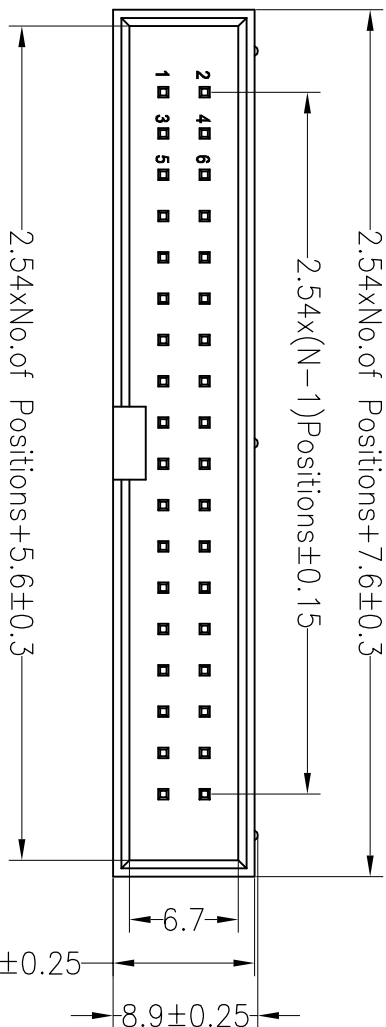 2.54xNo.of Positions+7.6±0.3
2.54x(N-1)Positions±0.15
2 4 6
1 3 5
2.54xNo.of Positions+5.6±0.3
6.7
±0.25
8.9±0.25